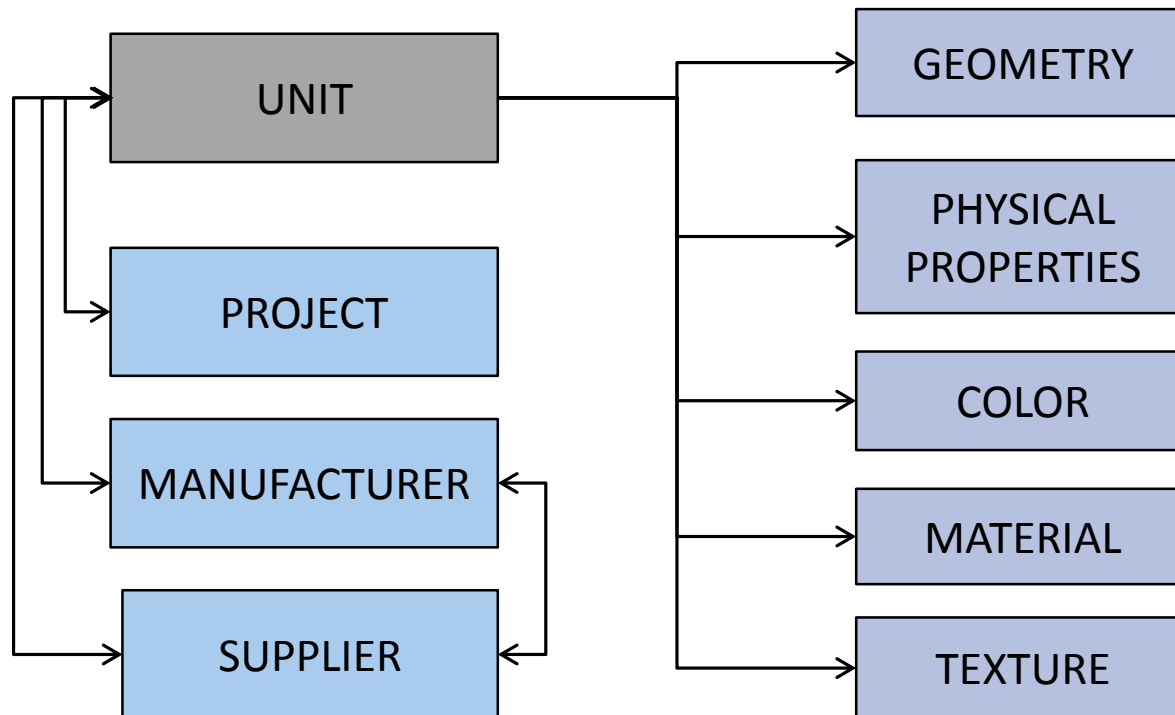 UNIT
PROJECT
MANUFACTURER
SUPPLIER
GEOMETRY
PHYSICAL
PROPERTIES
COLOR
MATERIAL
TEXTURE